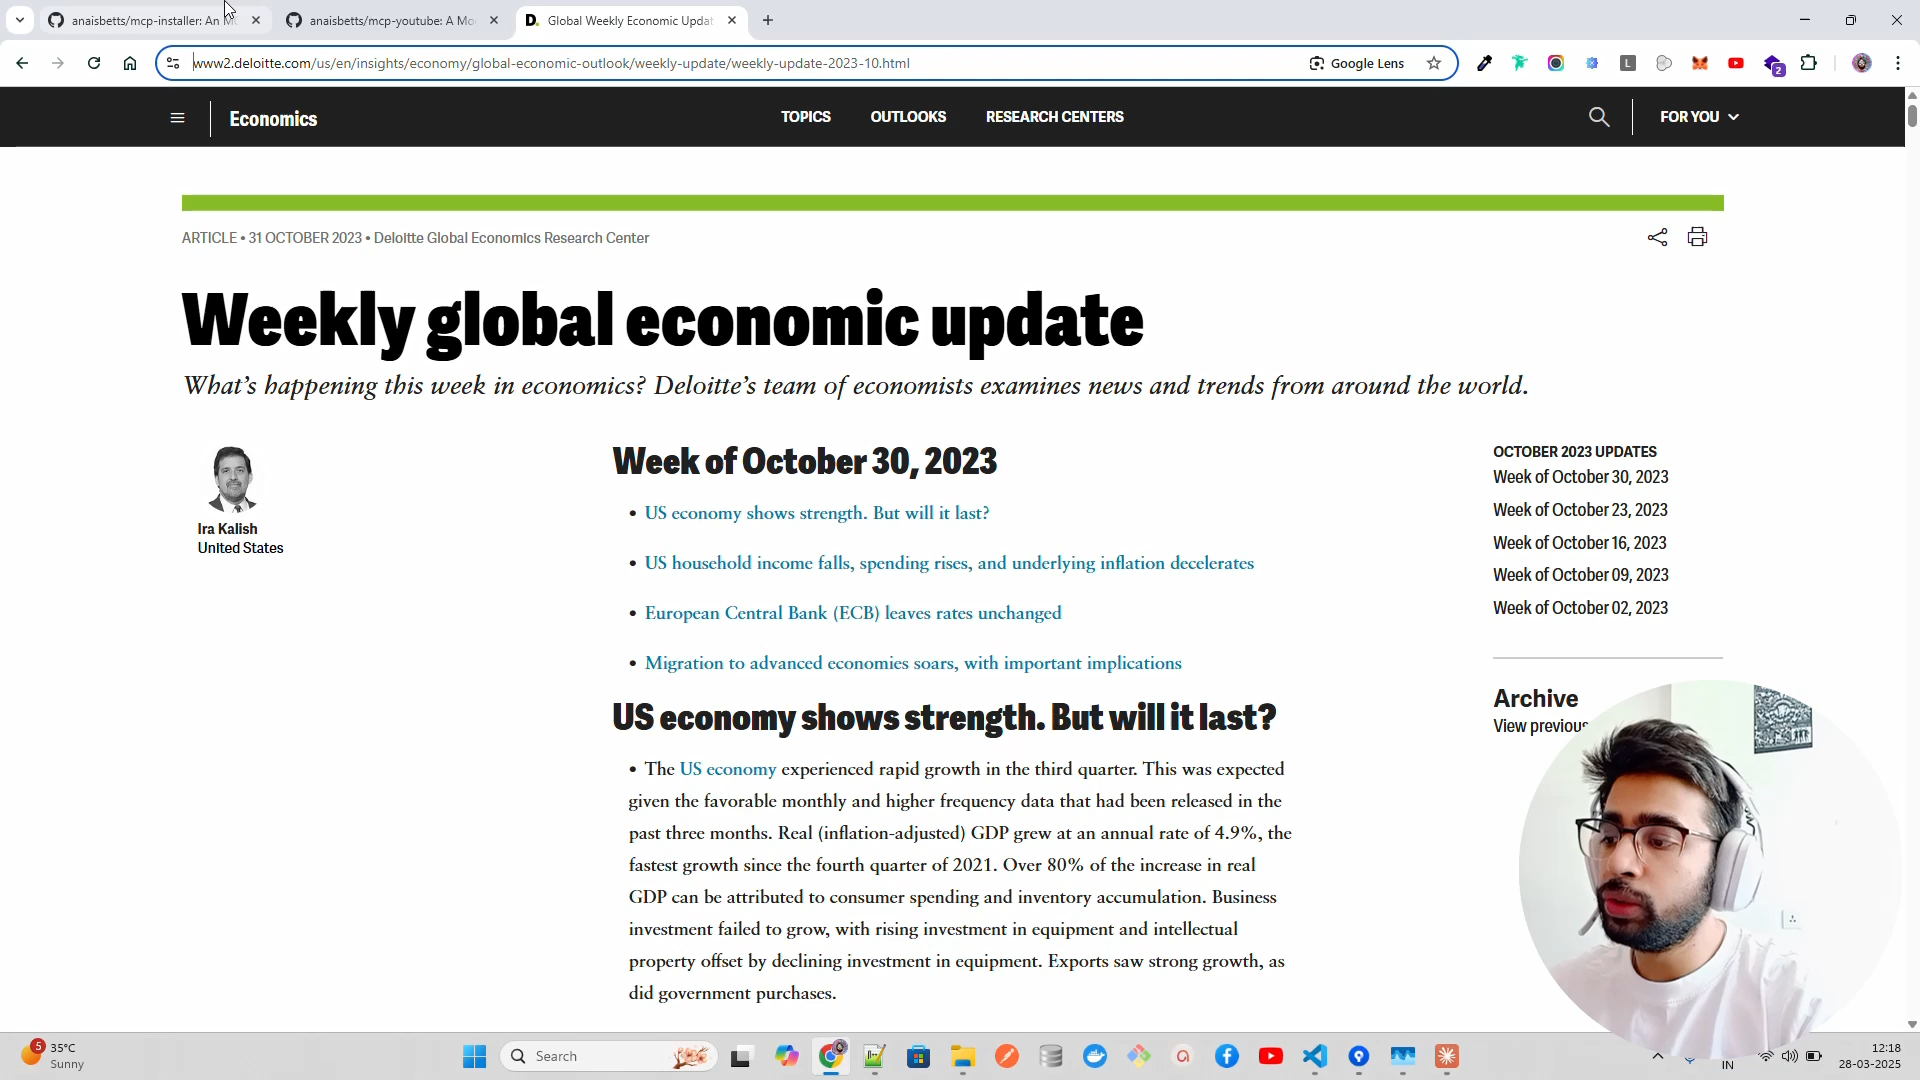 anaisbetts/mcp-installer: An M
anaisbetts/mcp-youtube: A Mo
D. Global Weekly Economic Updat
www2.deloitte.com/us/en/insights/economy/global-economic-outlook/weekly-update/weekly-update-2023-10.html
Google Lens
L
2
Economics
TOPICS
OUTLOOKS
RESEARCH CENTERS
FOR YOU
ARTICLE • 31 OCTOBER 2023 • Deloitte Global Economics Research Center
Weekly global economic update
What's happening this week in economics? Deloitte's team of economists examines news and trends from around the world.
Ira Kalish
United States
Week of October 30, 2023
• US economy shows strength. But will it last?
• US household income falls, spending rises, and underlying inflation decelerates
• European Central Bank (ECB) leaves rates unchanged
• Migration to advanced economies soars, with important implications
US economy shows strength. But will it last?
• The US economy experienced rapid growth in the third quarter. This was expected
given the favorable monthly and higher frequency data that had been released in the
past three months. Real (inflation-adjusted) GDP grew at an annual rate of 4.9%, the
fastest growth since the fourth quarter of 2021. Over 80% of the increase in real
GDP can be attributed to consumer spending and inventory accumulation. Business
investment failed to grow, with rising investment in equipment and intellectual
property offset by declining investment in equipment. Exports saw strong growth, as
did government purchases.
OCTOBER 2023 UPDATES
Week of October 30, 2023
Week of October 23, 2023
Week of October 16, 2023
Week of October 09, 2023
Week of October 02, 2023
Archive
View previous
5
35°C
Sunny
Search
IN
12:18
28-03-2025